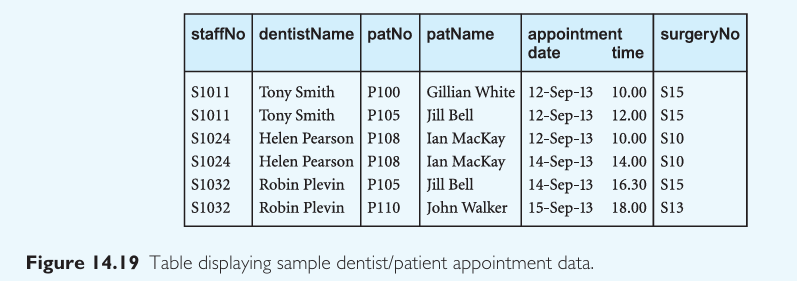 staffNo dentistName patNo patName appointment surgeryNo
date time
S1011 Tony Smith P100 Gillian White 12-Sep-13 10.00 S15
S1011 Tony Smith P105 Jill Bell 12-Sep-13 12.00 S15
S1024 Helen Pearson P108 Ian MacKay 12-Sep-13 10.00 S10
S1024 Helen Pearson P108 Ian MacKay 14-Sep-13 14.00 S10
S1032 Robin Plevin P105 Jill Bell 14-Sep-13 16.30 S15
S1032 Robin Plevin P110 John Walker 15-Sep-13 18.00 S13
Figure 14.19 Table displaying sample dentist/patient appointment data.